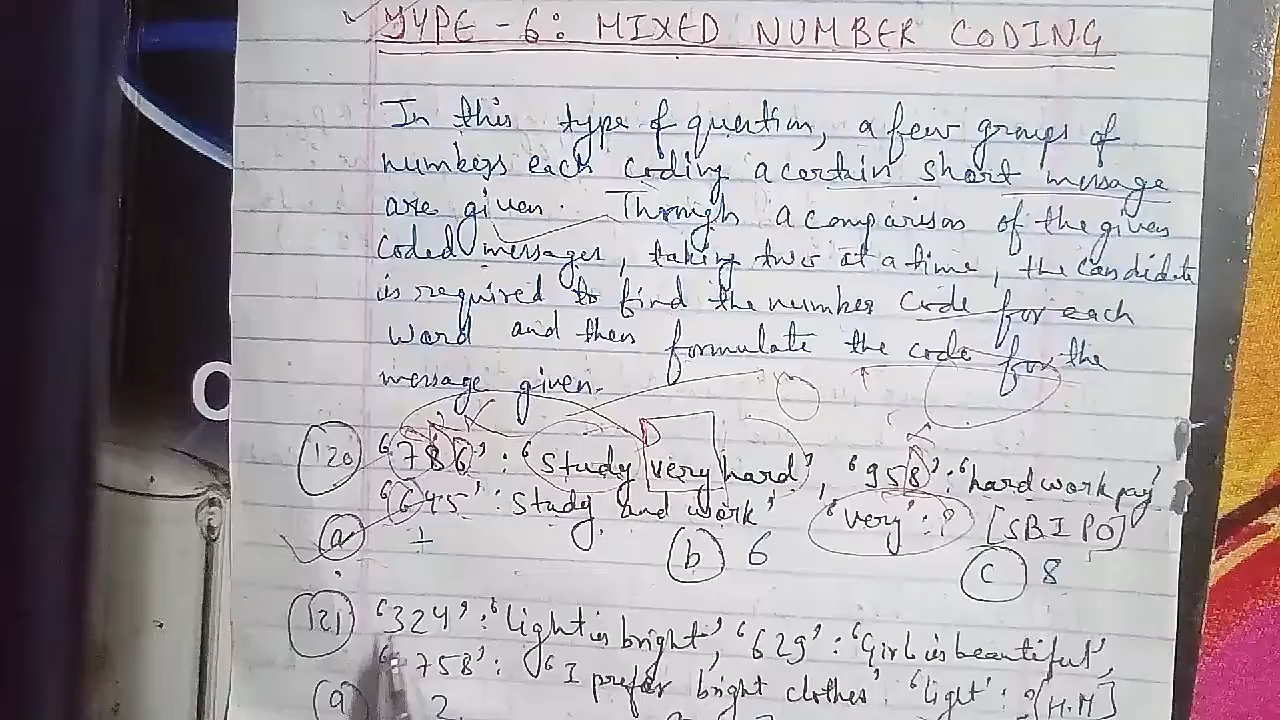 TYPE - 6: MIXED NUMBER CODING
In this type of question, a few groups of
numbers each coding a certain short message
are given. Through a comparison of the given
coded messages, taking two at a time, the candidate
is required to find the number code for each
word and then formulate the code for the
message given.
120 '786' : 'Study very hard', '958' : 'hard work pay'
'645' : 'Study and work' 'very' : ? [SBI PO]
(a) (b) 6 (c) 8
121 '324' : 'Light is bright', '629' : 'Girl is beautiful',
758' : 'I prefer bright clothes'. 'Light' : ? [H.M]
(a) 2